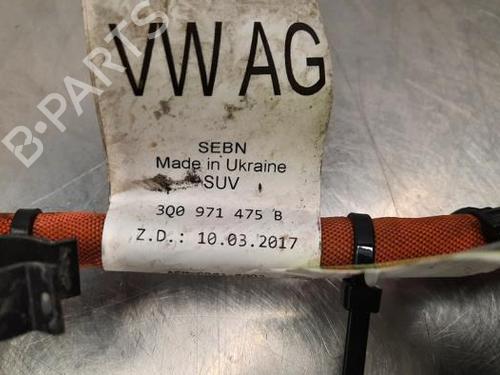 VW AG
B-PARTS
SEBN
Made in Ukraine
SUV
3Q0 971 475 B
Z.D.: 10.03.2017